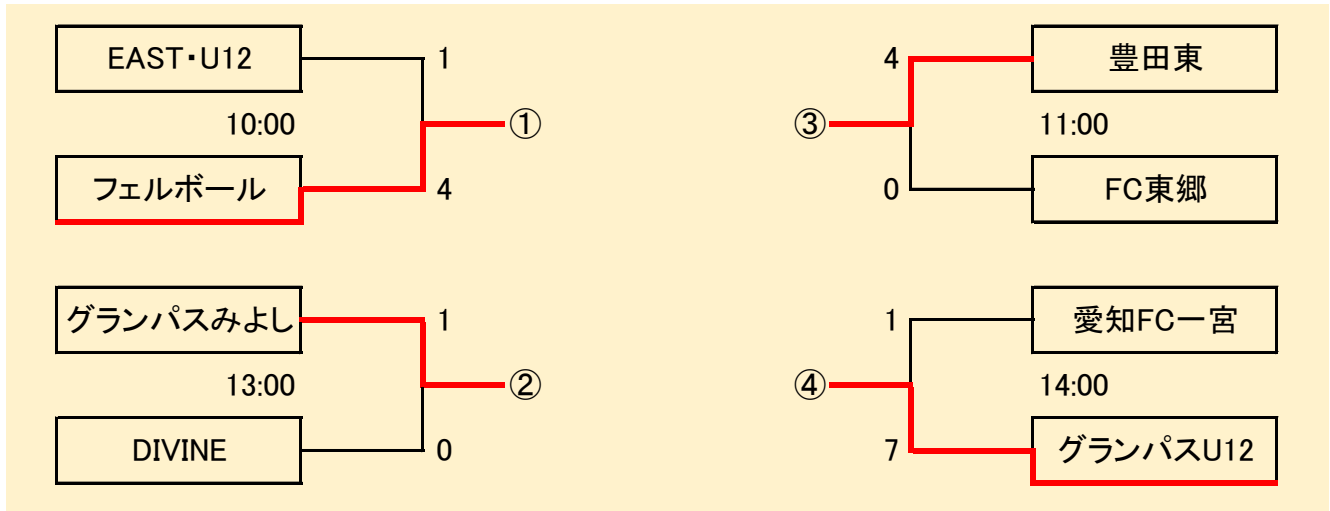 EAST・U12
1
10:00
①
フェルボール
4
グランパスみよし
1
13:00
②
DIVINE
0
4
豊田東
③
11:00
0
FC東郷
1
愛知FC一宮
④
14:00
7
グランパスU12